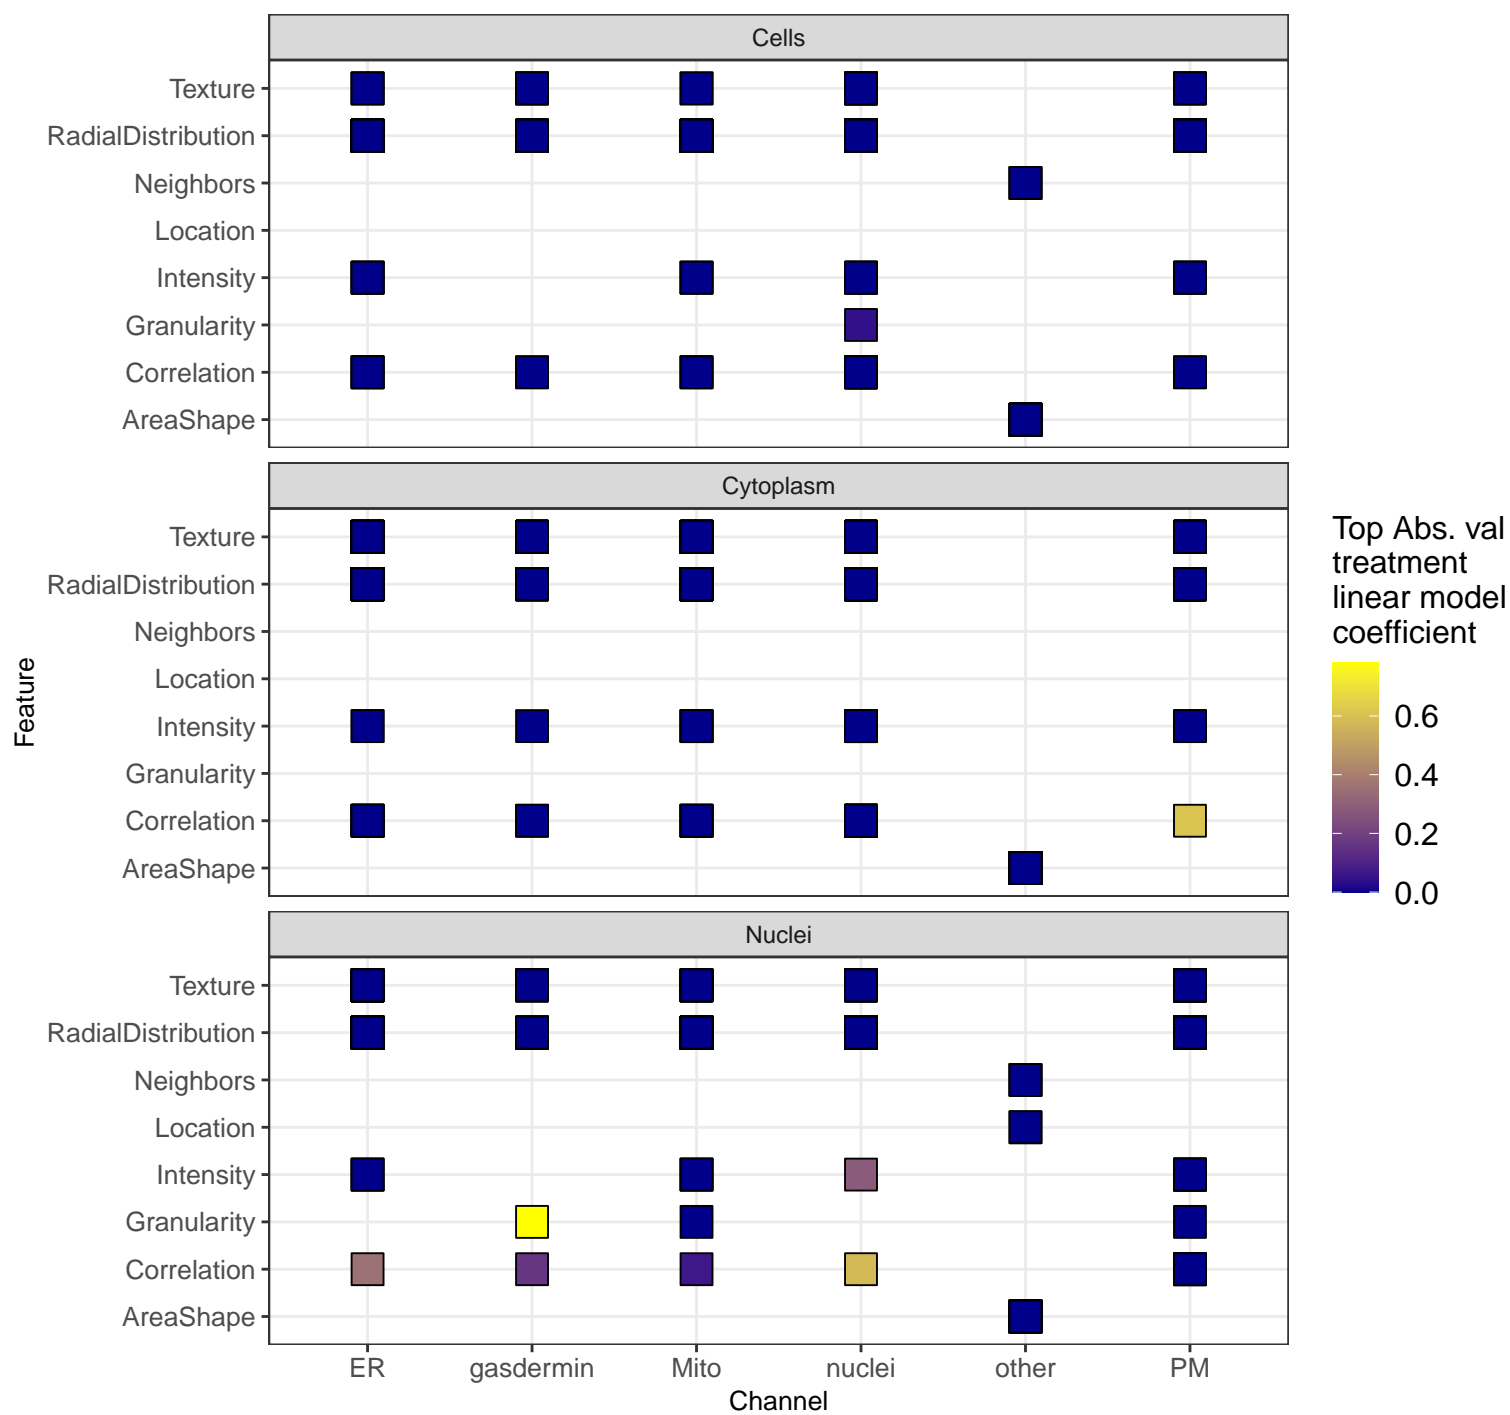 Cells
Texture
RadialDistribution
Neighbors
Location
Intensity
Granularity
Correlation
AreaShape
Cytoplasm
Texture
RadialDistribution
Neighbors
Location
Intensity
Granularity
Correlation
AreaShape
Nuclei
Texture
RadialDistribution
Neighbors
Location
Intensity
Granularity
Correlation
AreaShape
ER gasdermin Mito nuclei other PM
Channel
Feature
Top Abs. val
treatment
linear model
coefficient
0.6
0.4
0.2
0.0